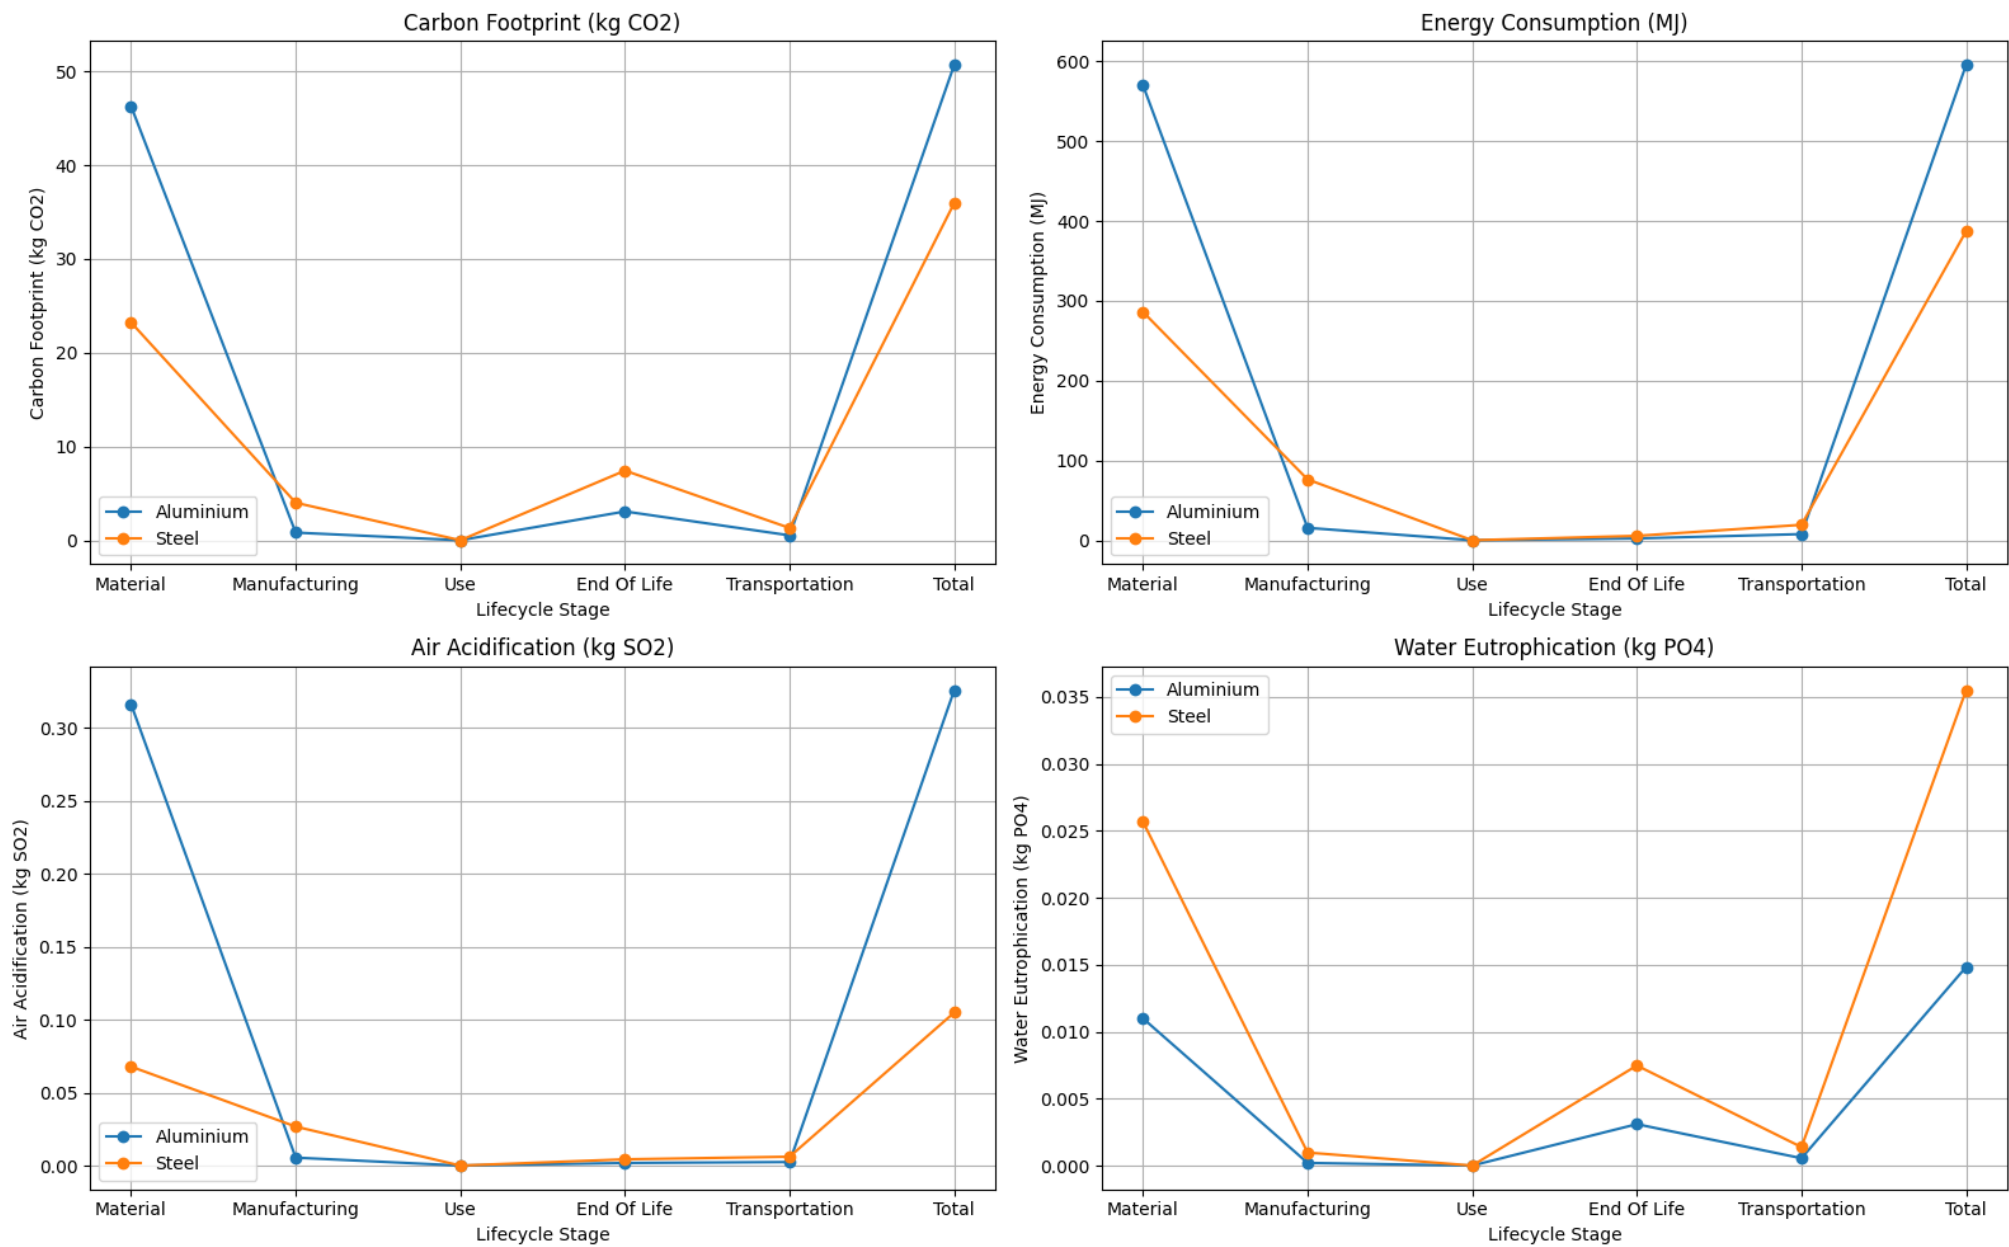 Carbon Footprint (kg CO2)
Carbon Footprint (kg CO2)
50
40
30
20
10
0
Aluminium
Steel
Material Manufacturing Use End Of Life Transportation Total
Lifecycle Stage
Energy Consumption (MJ)
Energy Consumption (MJ)
600
500
400
300
200
100
0
Aluminium
Steel
Material Manufacturing Use End Of Life Transportation Total
Lifecycle Stage
Air Acidification (kg SO2)
Air Acidification (kg SO2)
0.30
0.25
0.20
0.15
0.10
0.05
0.00
Aluminium
Steel
Material Manufacturing Use End Of Life Transportation Total
Lifecycle Stage
Water Eutrophication (kg PO4)
Water Eutrophication (kg PO4)
Aluminium
Steel
0.035
0.030
0.025
0.020
0.015
0.010
0.005
0.000
Material Manufacturing Use End Of Life Transportation Total
Lifecycle Stage